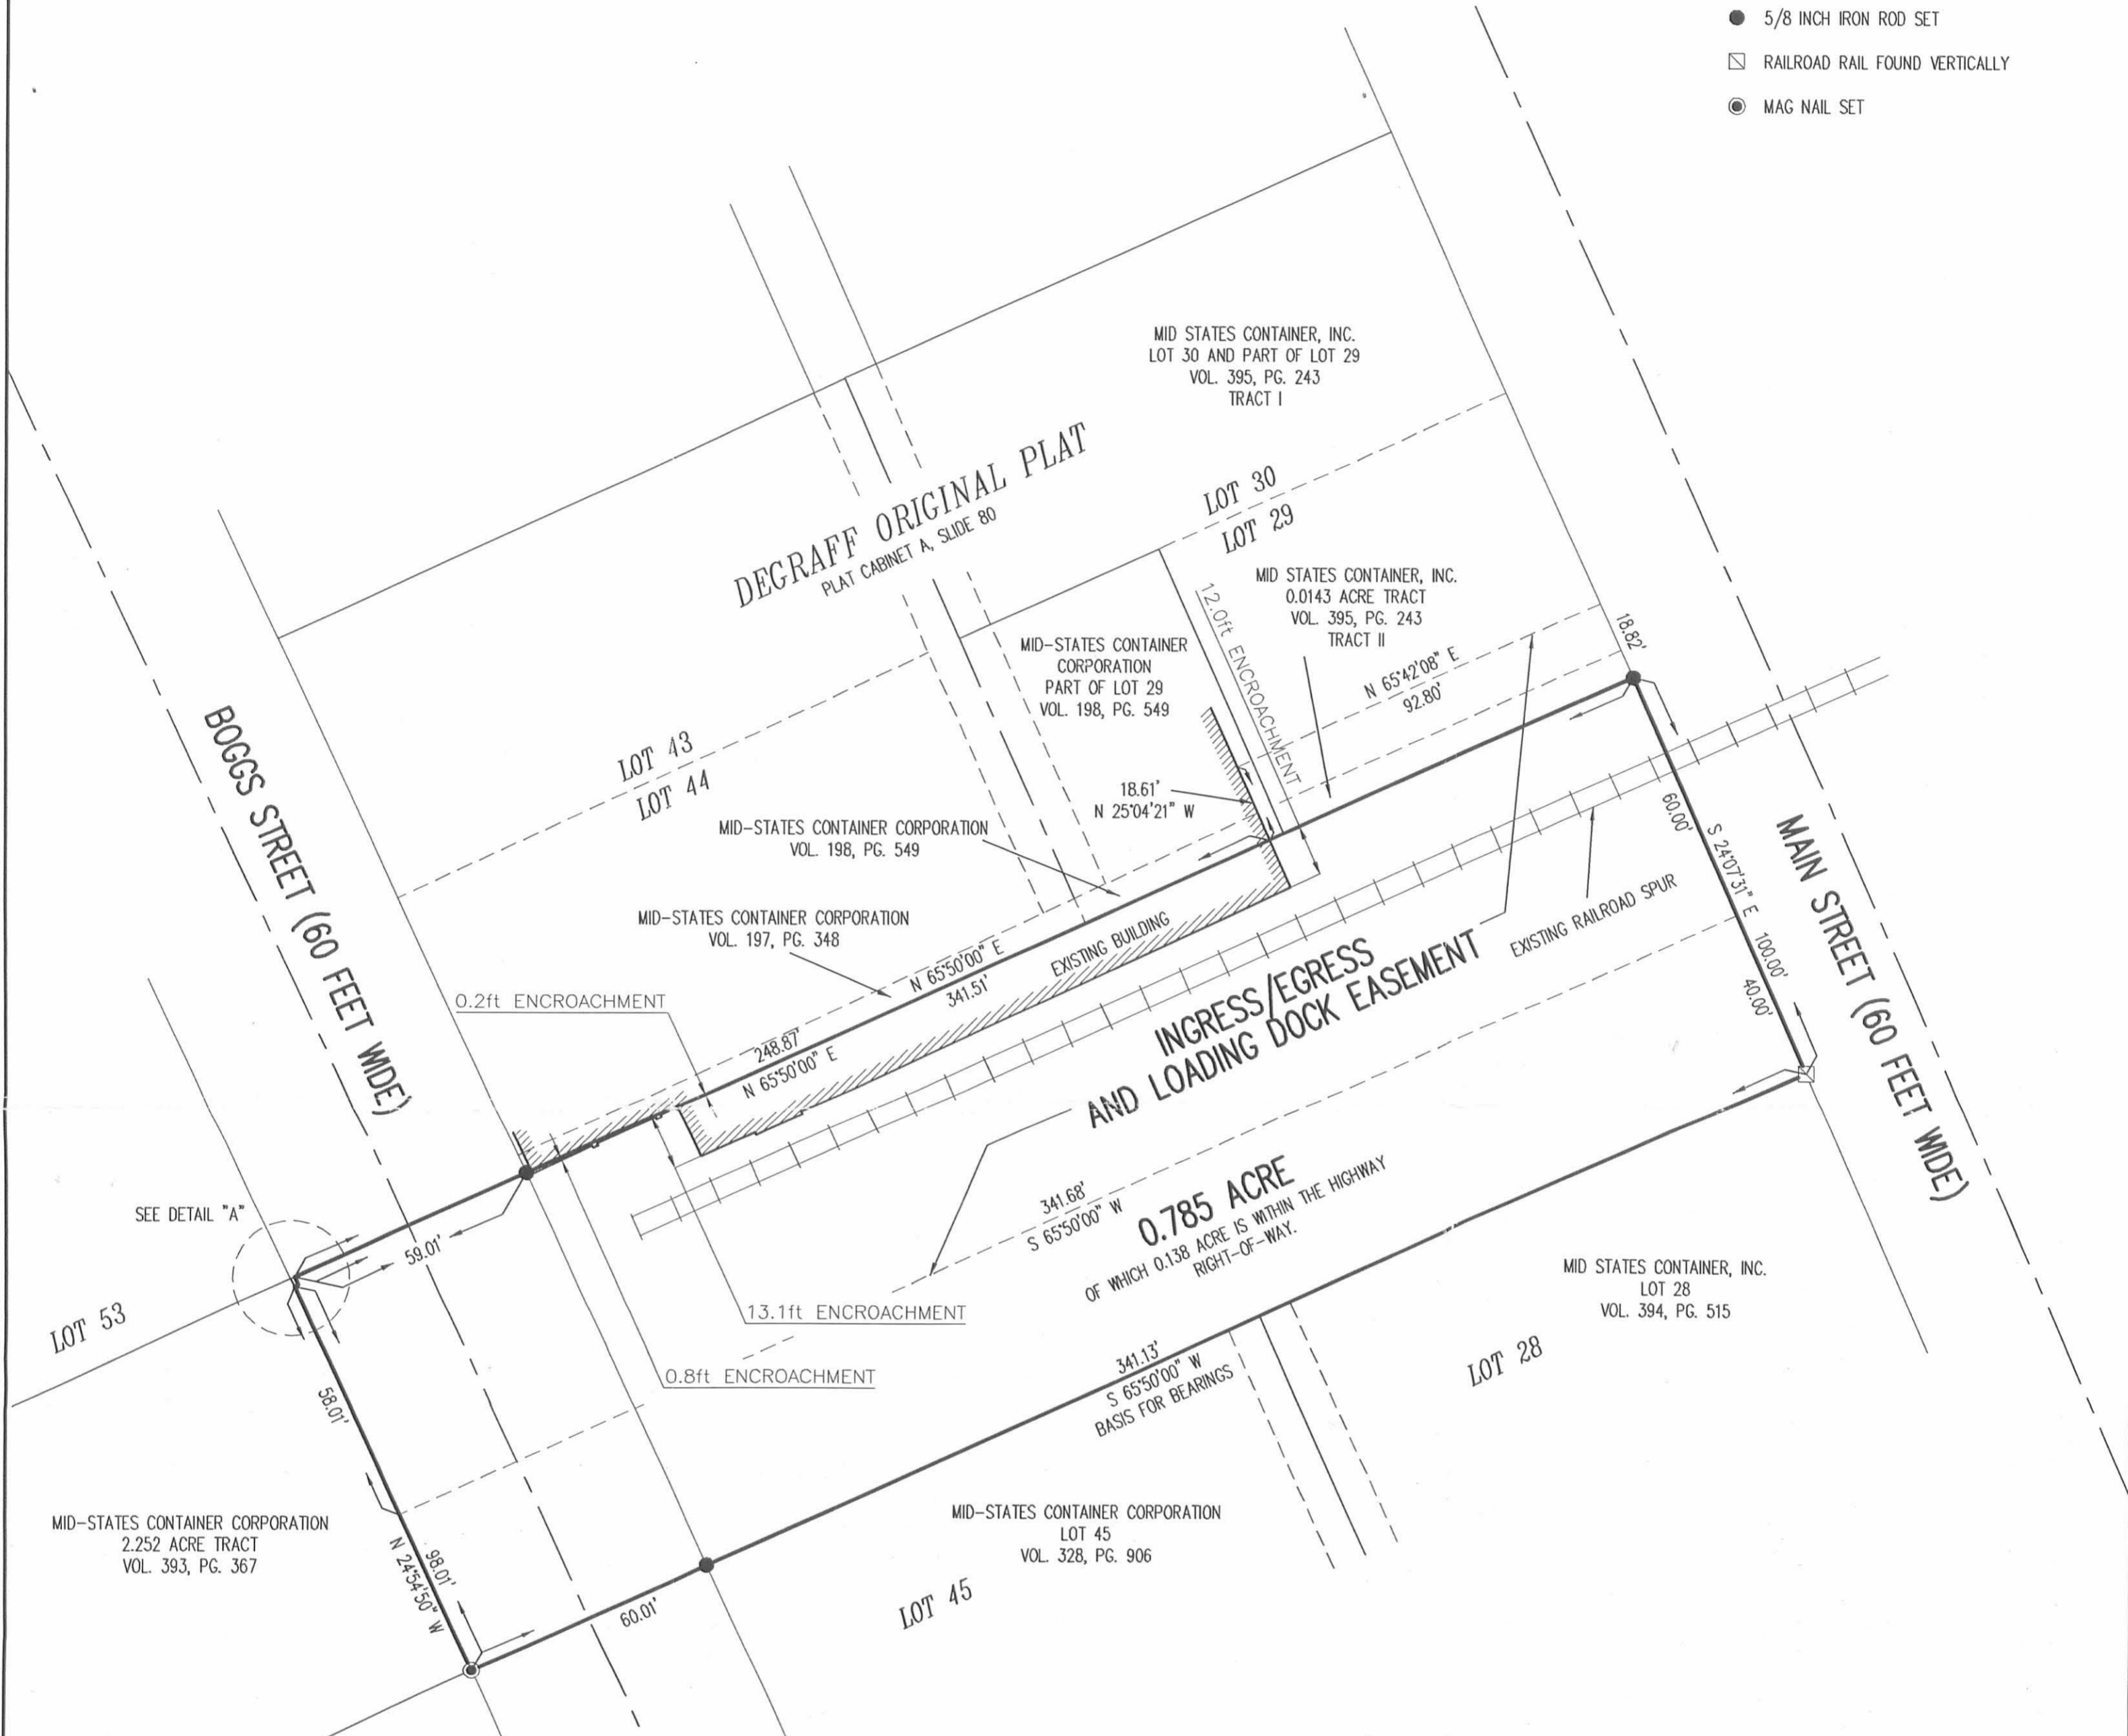 5/8 INCH IRON ROD SET
RAILROAD RAIL FOUND VERTICALLY
MAG NAIL SET
MID STATES CONTAINER, INC.
LOT 30 AND PART OF LOT 29
VOL. 395, PG. 243
TRACT I
DEGRAFF ORIGINAL PLAT
PLAT CABINET A, SLIDE 80
LOT 30
LOT 29
MID STATES CONTAINER, INC.
0.0143 ACRE TRACT
VOL. 395, PG. 243
TRACT II
12.0ft ENCROACHMENT
MID-STATES CONTAINER
CORPORATION
PART OF LOT 29
VOL. 198, PG. 549
N 65°42'08" E
92.80'
18.82'
18.61'
N 25°04'21" W
LOT 43
LOT 44
BOGGS STREET (60 FEET WIDE)
MID-STATES CONTAINER CORPORATION
VOL. 198, PG. 549
MID-STATES CONTAINER CORPORATION
VOL. 197, PG. 348
N 65°50'00" E
341.51'
EXISTING BUILDING
60.00'
S 24°07'31" E
100.00'
40.00'
MAIN STREET (60 FEET WIDE)
EXISTING RAILROAD SPUR
INGRESS/EGRESS
AND LOADING DOCK EASEMENT
0.2ft ENCROACHMENT
248.87'
N 65°50'00" E
SEE DETAIL "A"
59.01'
341.68'
S 65°50'00" W
0.785 ACRE
OF WHICH 0.138 ACRE IS WITHIN THE HIGHWAY
RIGHT-OF-WAY.
13.1ft ENCROACHMENT
0.8ft ENCROACHMENT
LOT 53
58.01'
MID STATES CONTAINER, INC.
LOT 28
VOL. 394, PG. 515
LOT 28
341.13'
S 65°50'00" W
BASIS FOR BEARINGS
MID-STATES CONTAINER CORPORATION
2.252 ACRE TRACT
VOL. 393, PG. 367
98.01'
N 24°54'50" W
60.01'
MID-STATES CONTAINER CORPORATION
LOT 45
VOL. 328, PG. 906
LOT 45